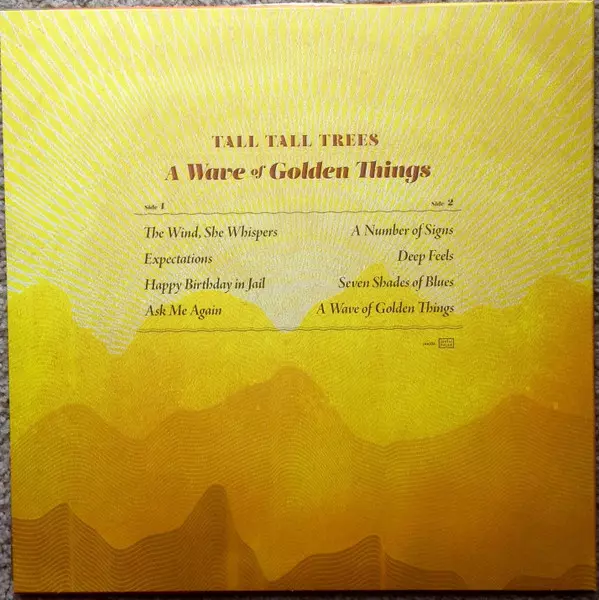 TALL TALL TREES
A Wave of Golden Things
Side 1
The Wind, She Whispers
Expectations
Happy Birthday in Jail
Ask Me Again
Side 2
A Number of Signs
Deep Feels
Seven Shades of Blues
A Wave of Golden Things